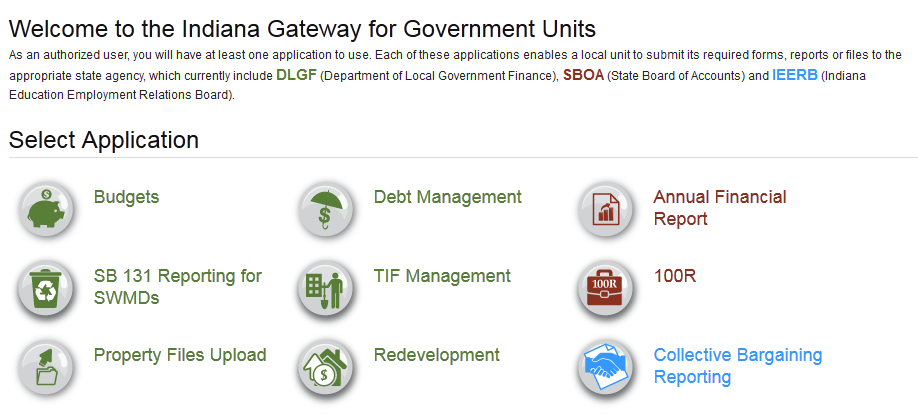 Welcome to the Indiana Gateway for Government Units
As an authorized user, you will have at least one application to use. Each of these applications enables a local unit to submit its required forms, reports or files to the
appropriate state agency, which currently include DLGF (Department of Local Government Finance), SBOA (State Board of Accounts) and IEERB (Indiana
Education Employment Relations Board).
Select Application
$
Budgets
$
Debt Management
Annual Financial
Report
SB 131 Reporting for
SWMDs
TIF Management
100R
100R
Property Files Upload
$
Redevelopment
Collective Bargaining
Reporting